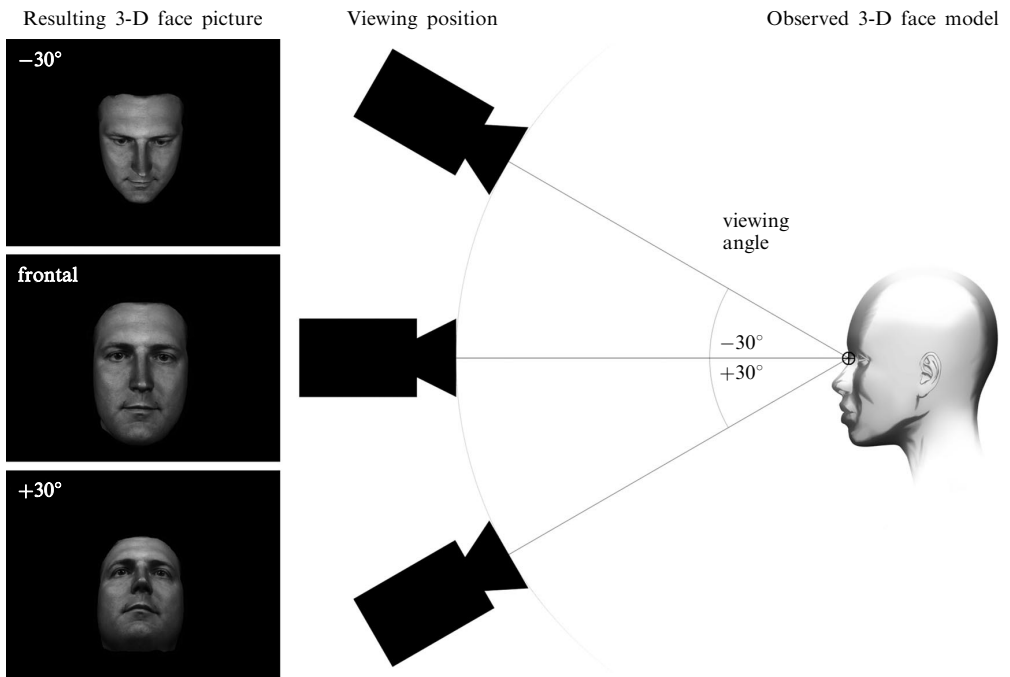 Resulting 3-D face picture
Viewing position
Observed 3-D face model
−30°
frontal
+30°
viewing
angle
−30°
+30°